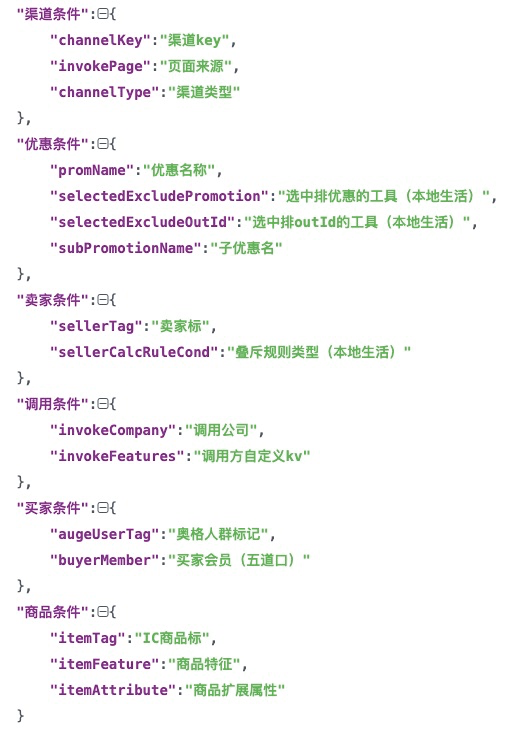 "渠道条件":{
"channelKey":"渠道key",
"invokePage":"页面来源",
"channelType":"渠道类型"
},
"优惠条件":{
"promName":"优惠名称",
"selectedExcludePromotion":"选中排优惠的工具（本地生活）",
"selectedExcludeOutId":"选中排outId的工具（本地生活）",
"subPromotionName":"子优惠名"
},
"卖家条件":{
"sellerTag":"卖家标",
"sellerCalcRuleCond":"叠斥规则类型（本地生活）"
},
"调用条件":{
"invokeCompany":"调用公司",
"invokeFeatures":"调用方自定义kv"
},
"买家条件":{
"augeUserTag":"奥格人群标记",
"buyerMember":"买家会员（五道口）"
},
"商品条件":{
"itemTag":"IC商品标",
"itemFeature":"商品特征",
"itemAttribute":"商品扩展属性"
}